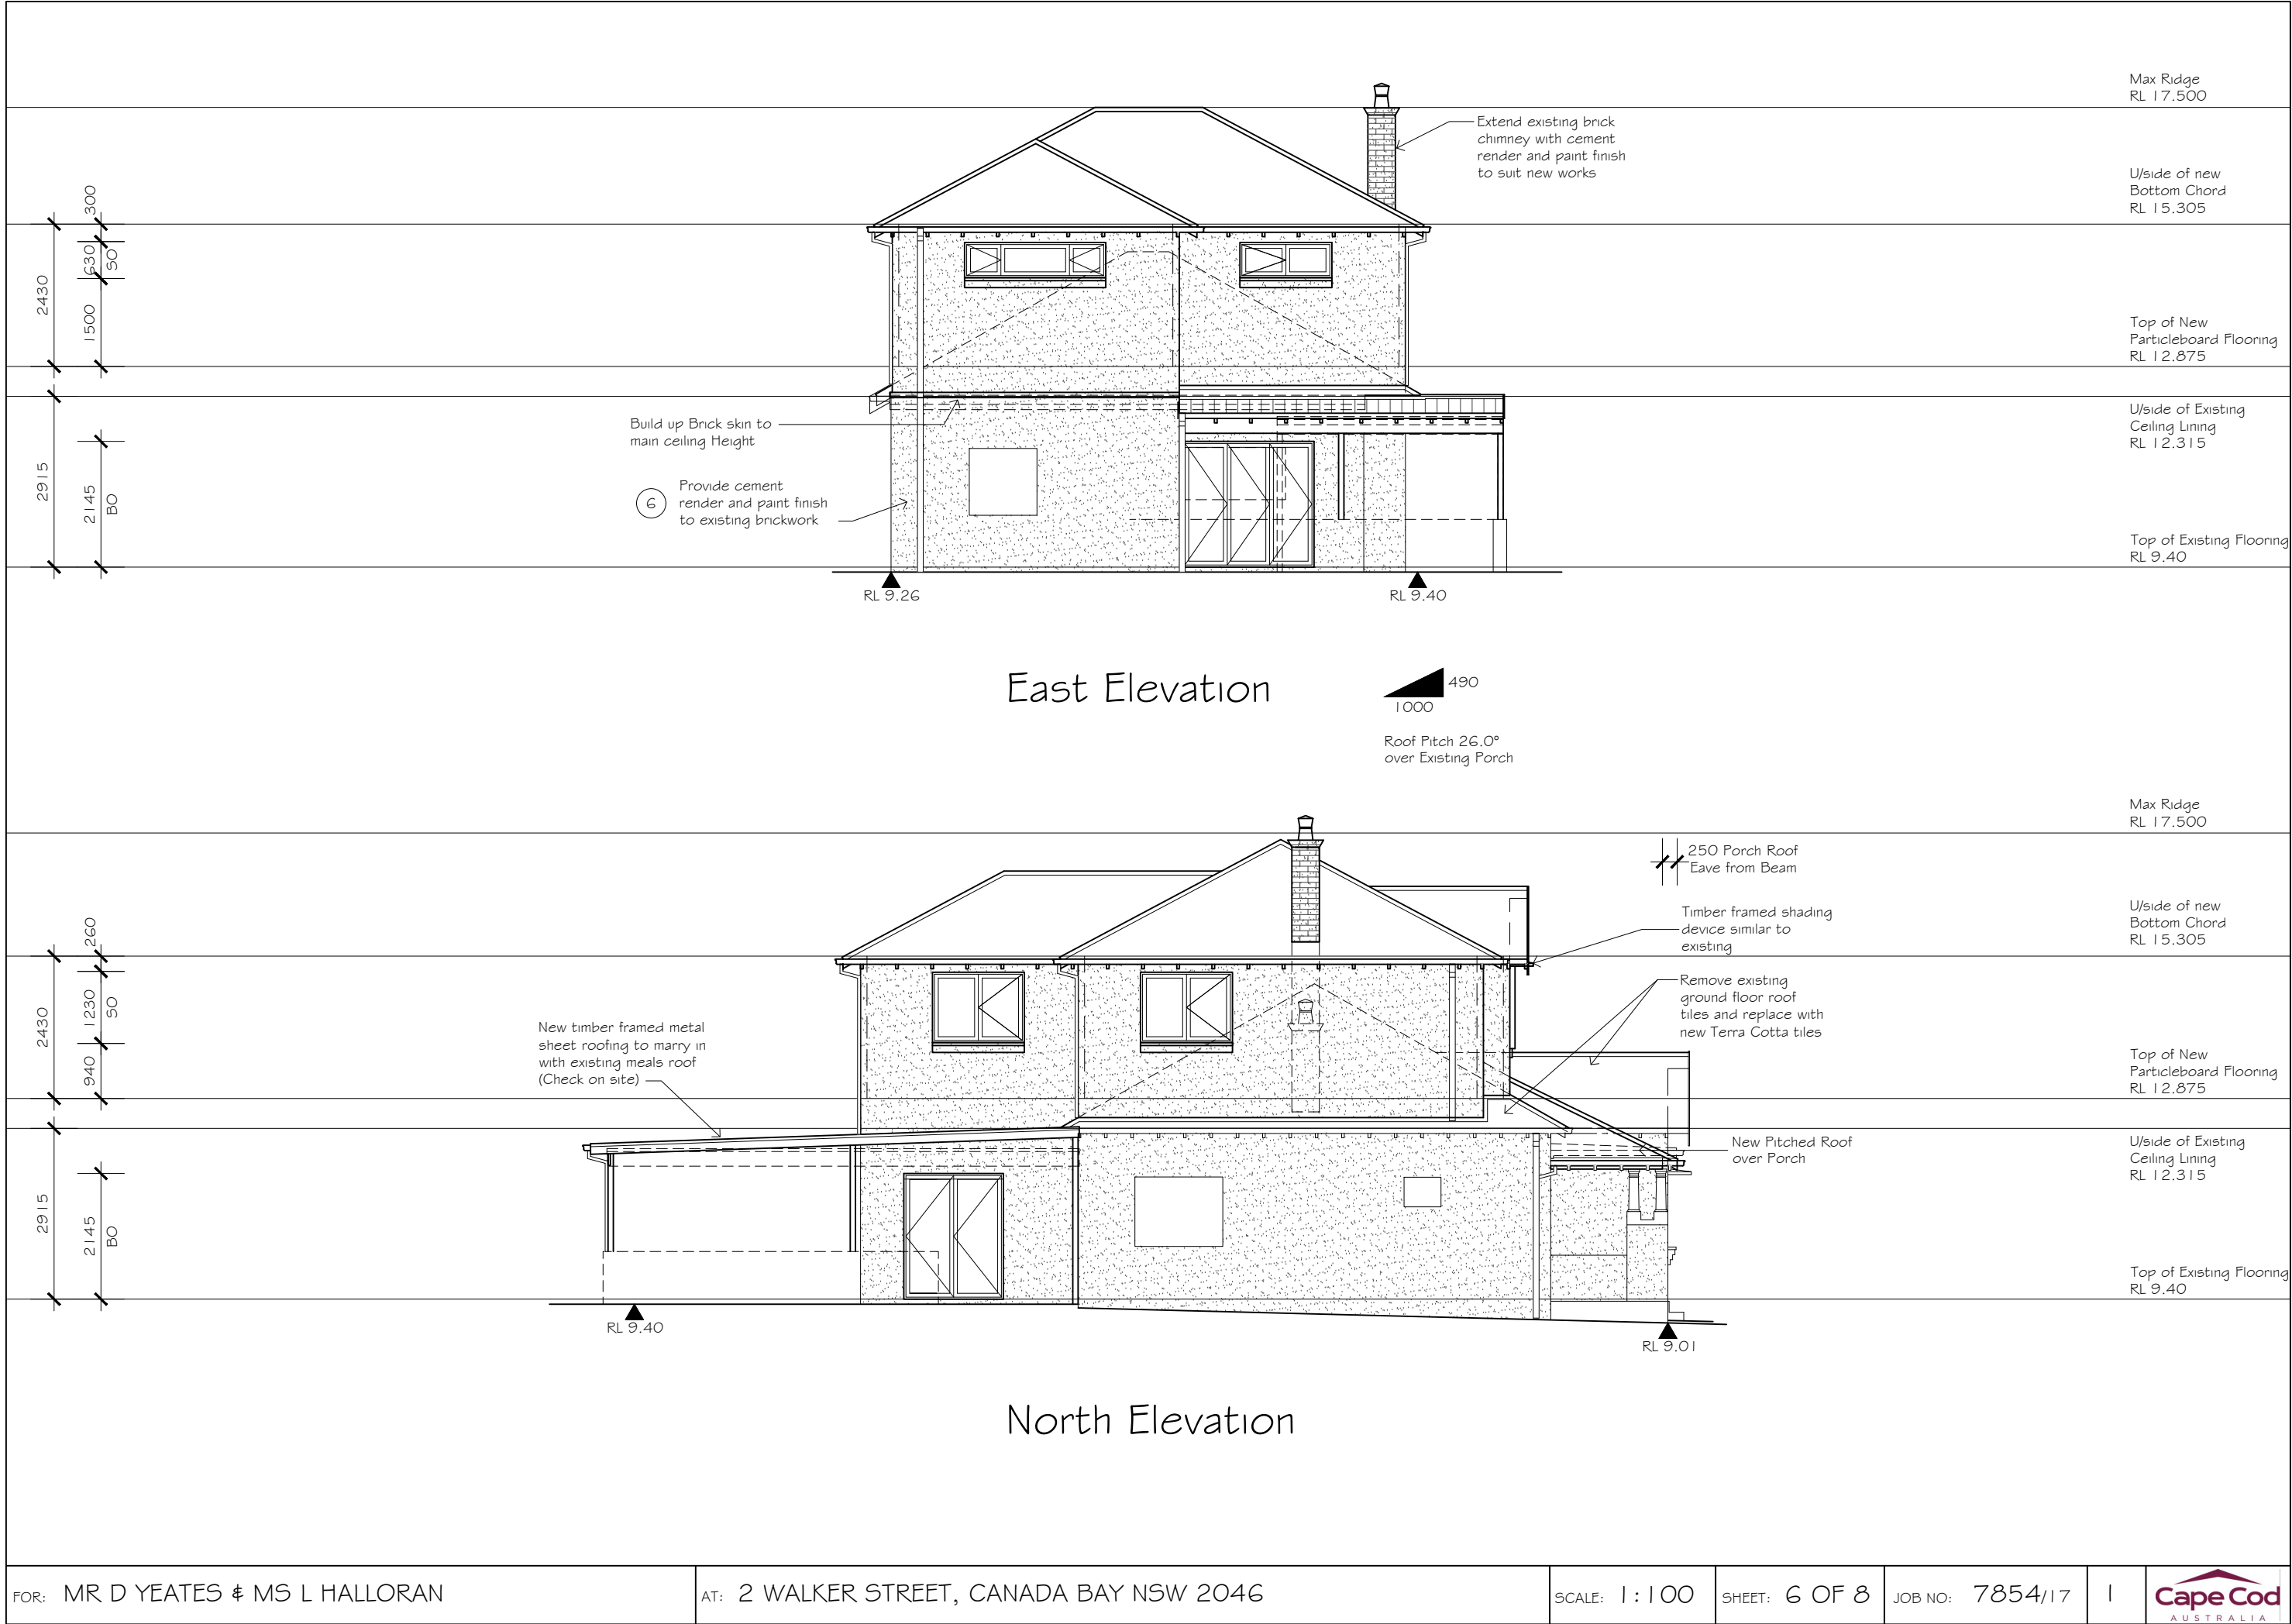 Max Ridge
RL 17.500
Extend existing brick
chimney with cement
render and paint finish
to suit new works
U/side of new
Bottom Chord
RL 15.305
300
630
SO
2430
1500
Top of New
Particleboard Flooring
RL 12.875
Build up Brick skin to
main ceiling Height
U/side of Existing
Ceiling Lining
RL 12.315
2915
2145
BO
6
Provide cement
render and paint finish
to existing brickwork
Top of Existing Flooring
RL 9.40
RL 9.26
RL 9.40
East Elevation
490
1000
Roof Pitch 26.0°
over Existing Porch
Max Ridge
RL 17.500
250 Porch Roof
Eave from Beam
Timber framed shading
device similar to
existing
U/side of new
Bottom Chord
RL 15.305
260
1230
SO
2430
940
Remove existing
ground floor roof
tiles and replace with
new Terra Cotta tiles
New timber framed metal
sheet roofing to marry in
with existing meals roof
(Check on site)
Top of New
Particleboard Flooring
RL 12.875
New Pitched Roof
over Porch
U/side of Existing
Ceiling Lining
RL 12.315
2915
2145
BO
Top of Existing Flooring
RL 9.40
RL 9.40
RL 9.01
North Elevation
FOR: MR D YEATES & MS L HALLORAN
AT: 2 WALKER STREET, CANADA BAY NSW 2046
SCALE: 1:100
SHEET: 6 OF 8
JOB NO: 7854/17
1
Cape Cod
AUSTRALIA